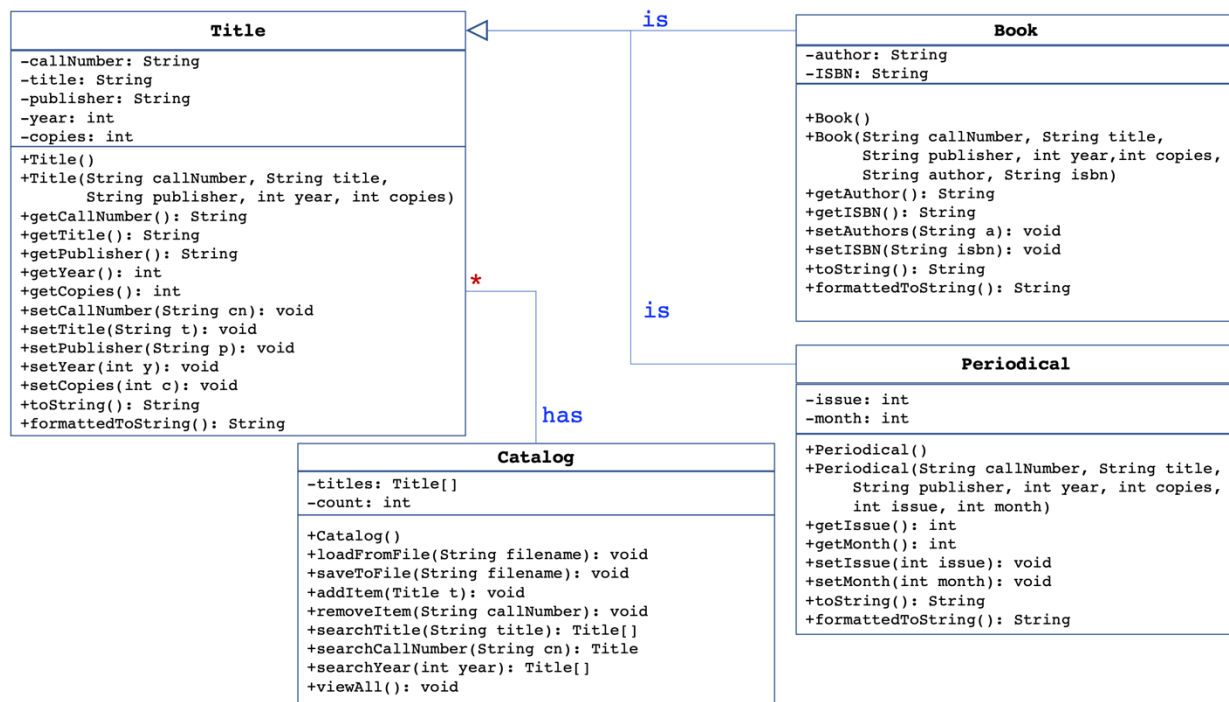 Title
-callNumber: String
-title: String
-publisher: String
-year: int
-copies: int
+Title()
+Title(String callNumber, String title,
String publisher, int year, int copies)
+getCallNumber(): String
+getTitle(): String
+getPublisher(): String
+getYear(): int
+getCopies(): int
+setCallNumber(String cn): void
+setTitle(String t): void
+setPublisher(String p): void
+setYear(int y): void
+setCopies(int c): void
+toString(): String
+formattedToString(): String
is
Book
-author: String
-ISBN: String
+Book()
+Book(String callNumber, String title,
String publisher, int year,int copies,
String author, String isbn)
+getAuthor(): String
+getISBN(): String
+setAuthors(String a): void
+setISBN(String isbn): void
+toString(): String
+formattedToString(): String
*
is
has
Periodical
-issue: int
-month: int
+Periodical()
+Periodical(String callNumber, String title,
String publisher, int year, int copies,
int issue, int month)
+getIssue(): int
+getMonth(): int
+setIssue(int issue): void
+setMonth(int month): void
+toString(): String
+formattedToString(): String
Catalog
-titles: Title[]
-count: int
+Catalog()
+loadFromFile(String filename): void
+saveToFile(String filename): void
+addItem(Title t): void
+removeItem(String callNumber): void
+searchTitle(String title): Title[]
+searchCallNumber(String cn): Title
+searchYear(int year): Title[]
+viewAll(): void